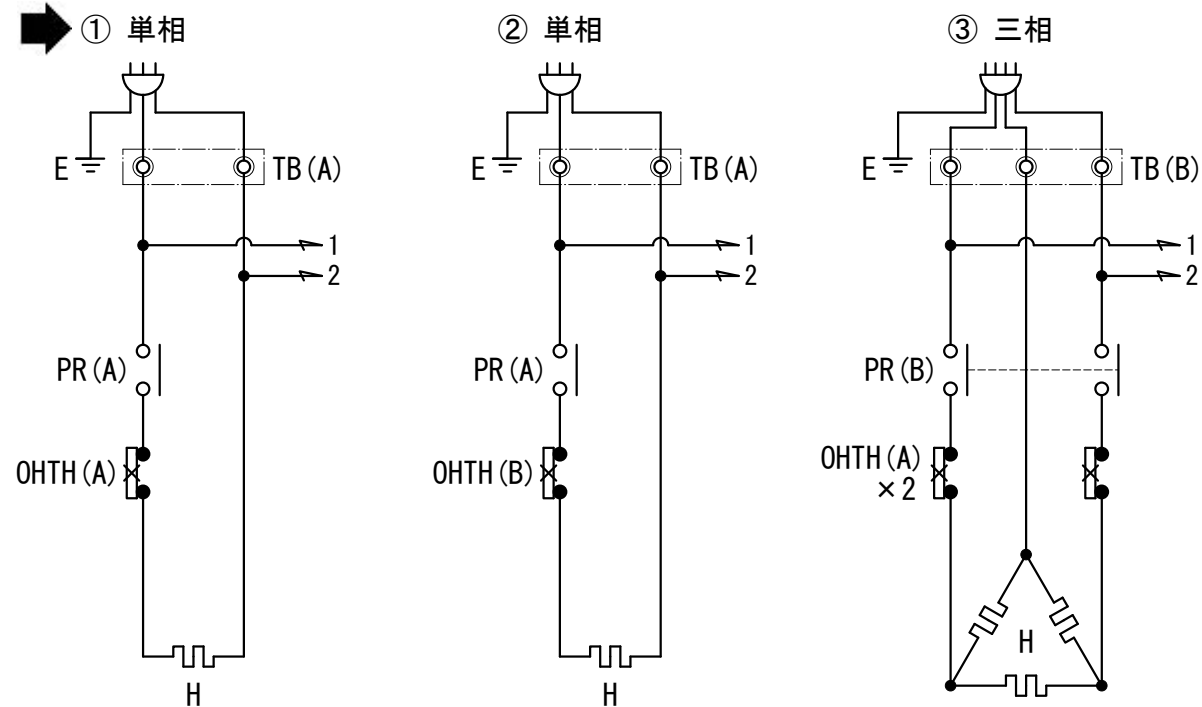 ① 単相
E
TB(A)
1
2
PR(A)
OHTH(A)
H
② 単相
E
TB(A)
1
2
PR(A)
OHTH(B)
H
③ 三相
E
TB(B)
1
2
PR(B)
OHTH(A)
×2
H